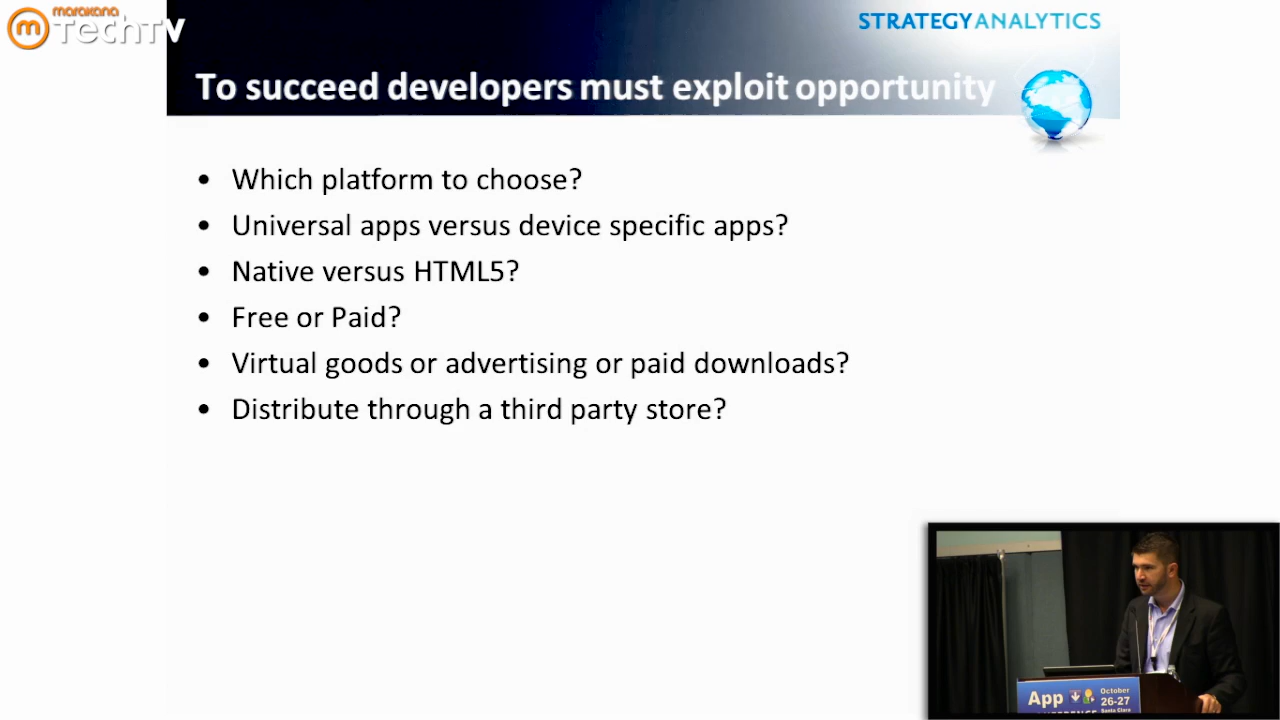 marakana
TechTV
STRATEGYANALYTICS
To succeed developers must exploit opportunity
• Which platform to choose?
• Universal apps versus device specific apps?
• Native versus HTML5?
• Free or Paid?
• Virtual goods or advertising or paid downloads?
• Distribute through a third party store?
App
October
26-27
Santa Clara